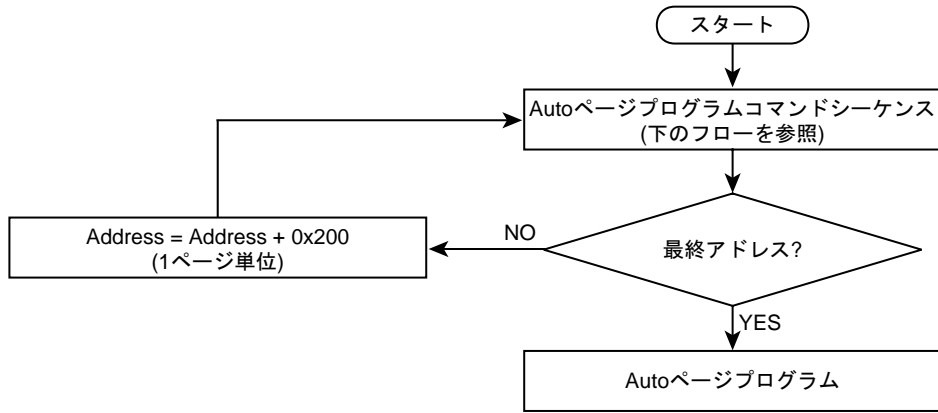 スタート
Autoページプログラムコマンドシーケンス
(下のフローを参照)
Address = Address + 0x200
(1ページ単位)
NO
最終アドレス?
YES
Autoページプログラム